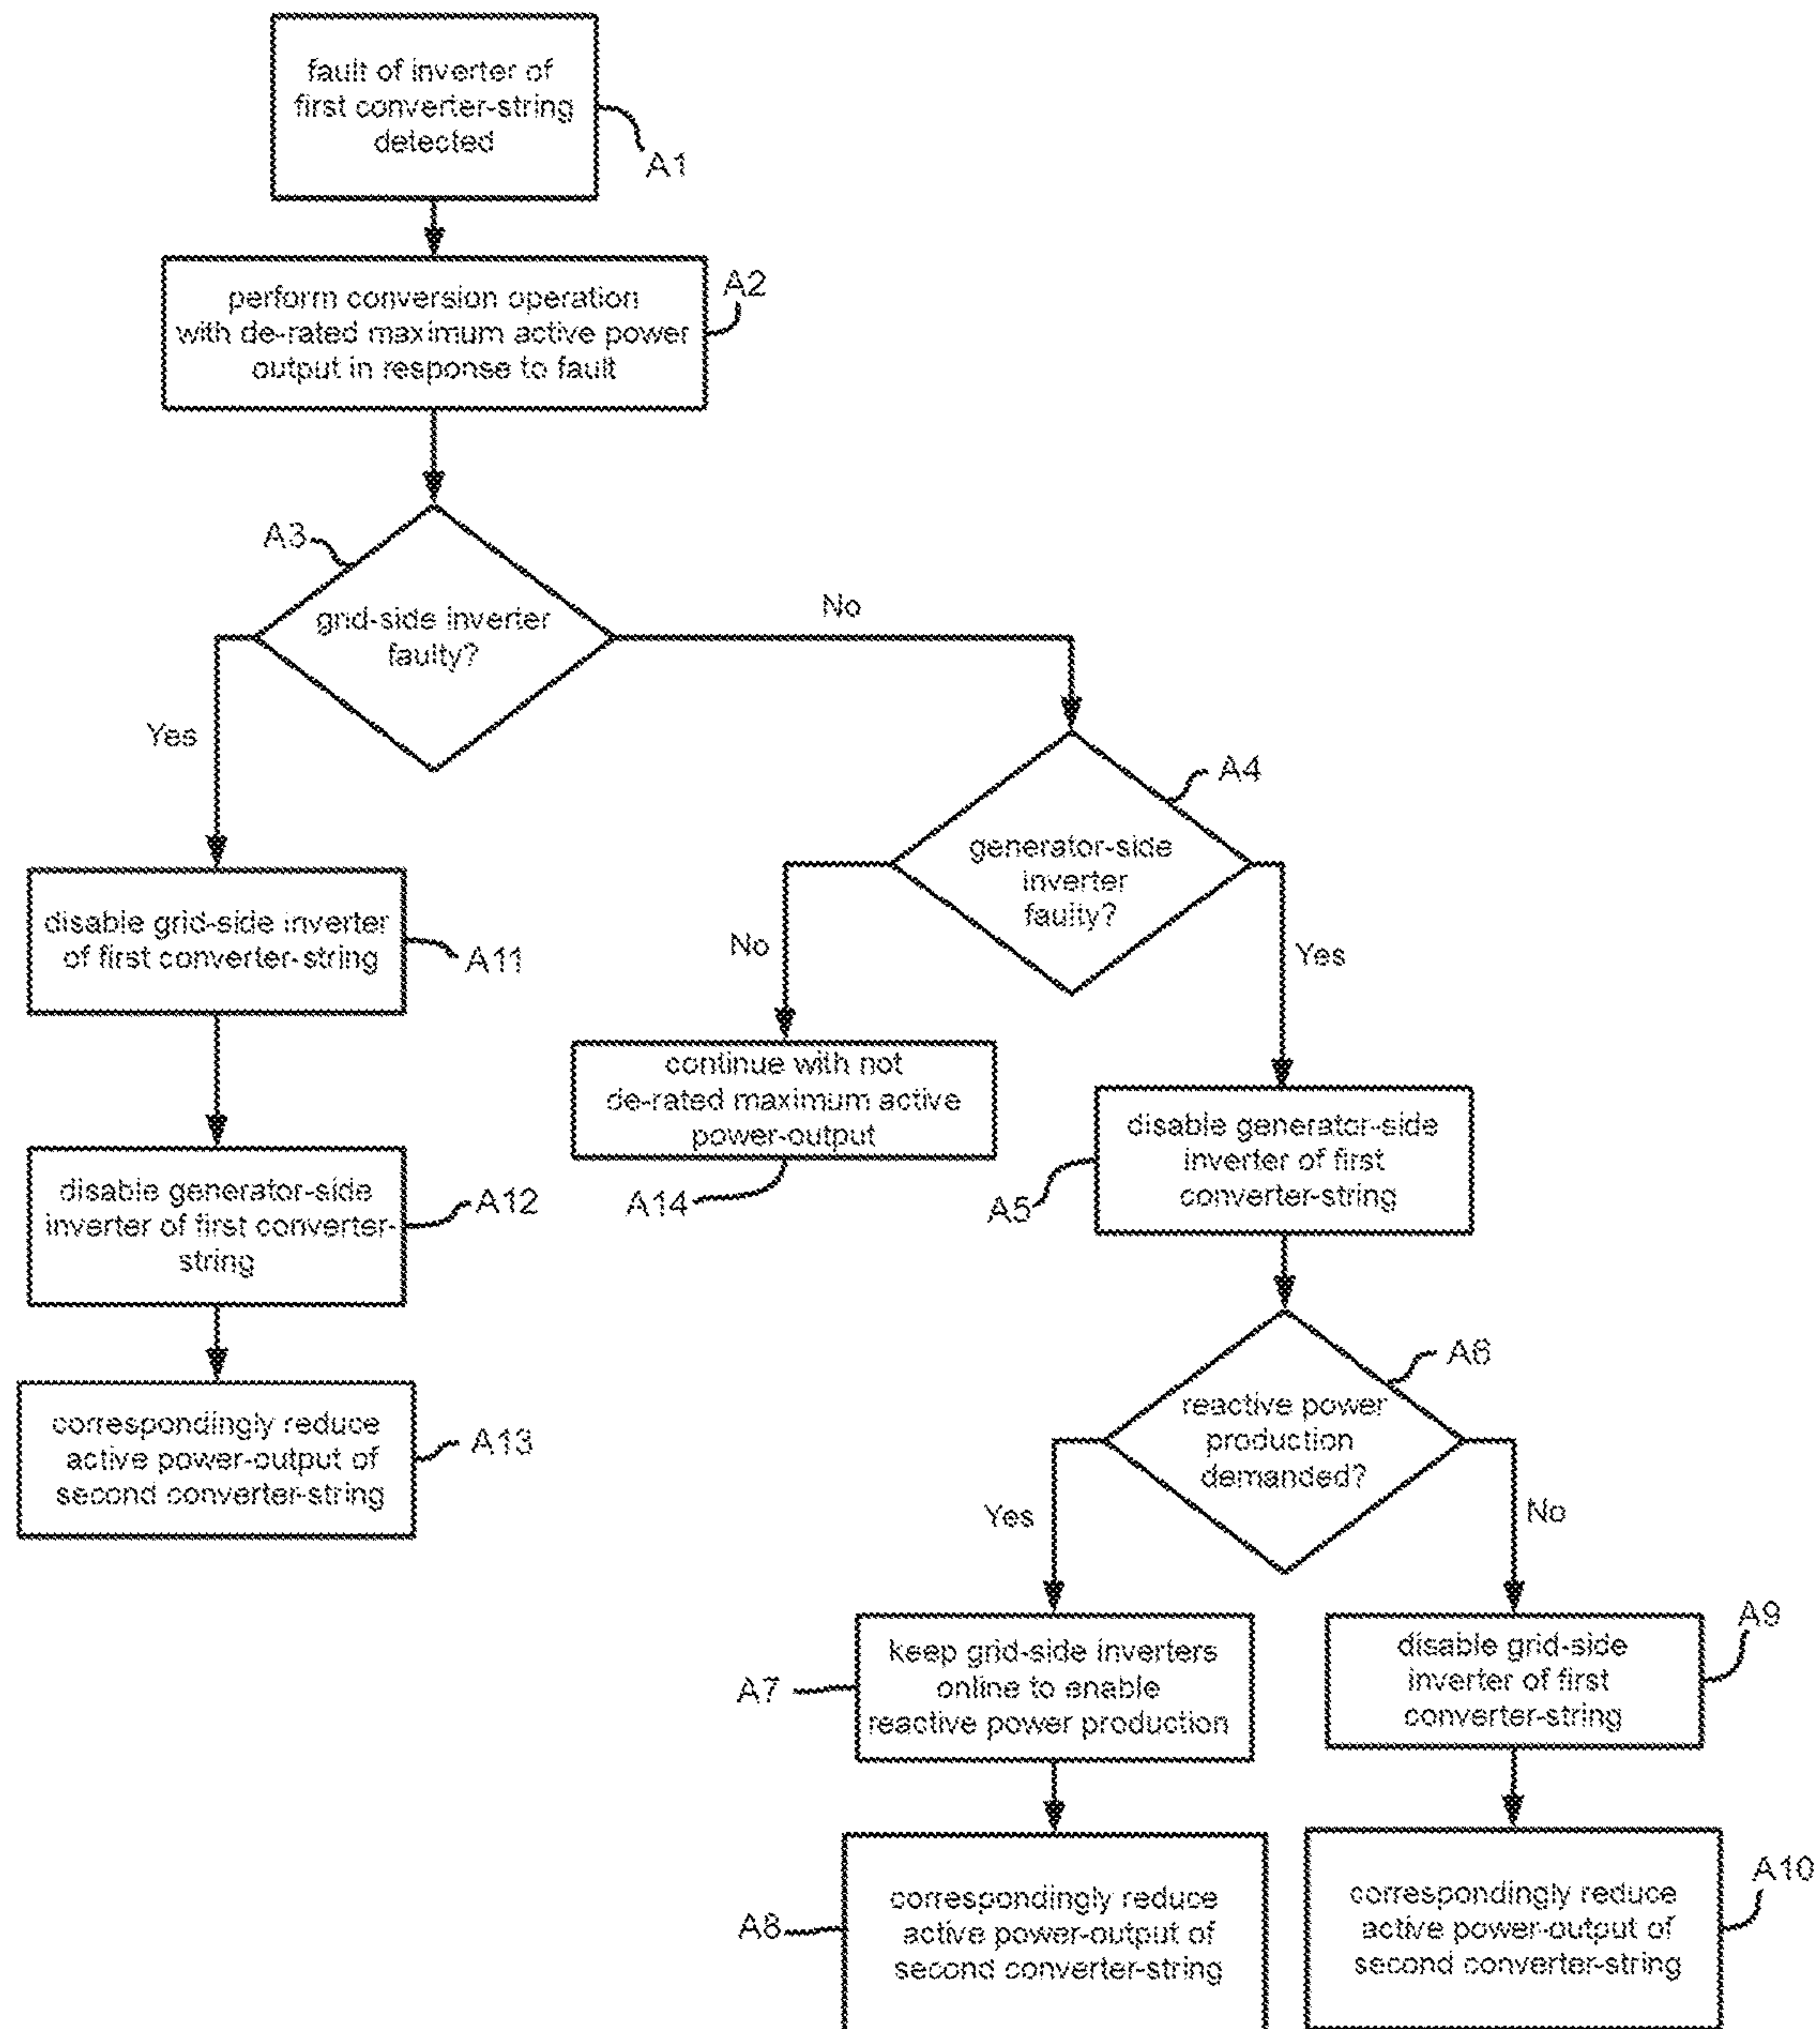 fault of inverter of
first converter-string
detected
A1
perform conversion operation
with de-rated maximum active power
output in response to fault
A2
A3
grid-side inverter
faulty?
No
Yes
A4
generator-side
inverter
faulty?
No
Yes
disable grid-side inverter
of first converter-string
A11
continue with not
de-rated maximum active
power-output
A14
disable generator-side
inverter of first
converter-string
A5
disable generator-side
inverter of first converter-
string
A12
A6
reactive power
production
demanded?
Yes
No
correspondingly reduce
active power-output of
second converter-string
A13
keep grid-side inverters
online to enable
reactive power production
A7
disable grid-side
inverter of first
converter-string
A9
correspondingly reduce
active power-output of
second converter-string
A8
correspondingly reduce
active power-output of
second converter-string
A10